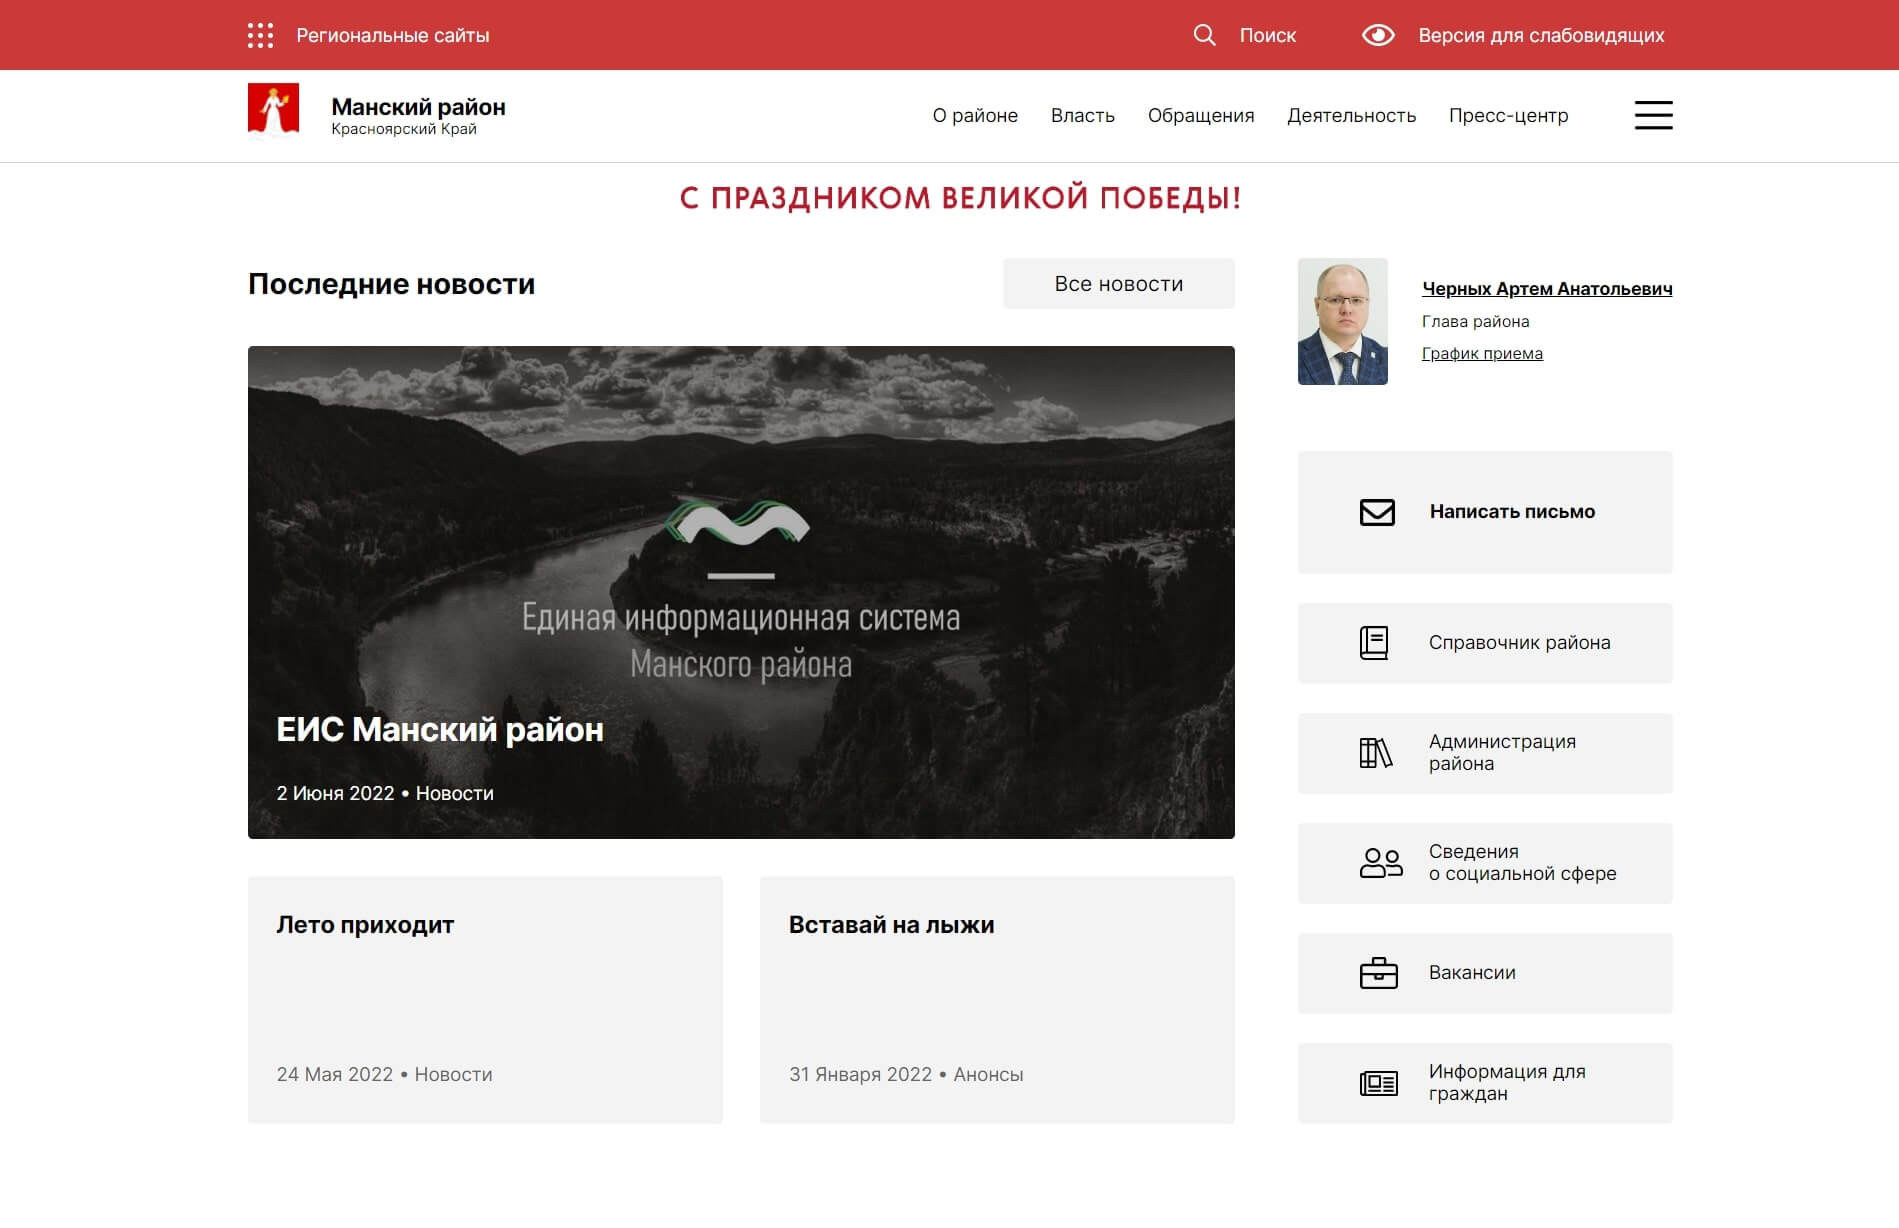 Региональные сайты
Поиск
Версия для слабовидящих
Манский район
Красноярский Край
О районе
Власть
Обращения
Деятельность
Пресс-центр
С ПРАЗДНИКОМ ВЕЛИКОЙ ПОБЕДЫ!
Последние новости
Все новости
Единая информационная система
Манского района
ЕИС Манский район
2 Июня 2022 • Новости
Лето приходит
24 Мая 2022 • Новости
Вставай на лыжи
31 Января 2022 • Анонсы
Черных Артем Анатольевич
Глава района
График приема
Написать письмо
Справочник района
Администрация
района
Сведения
о социальной сфере
Вакансии
Информация для
граждан